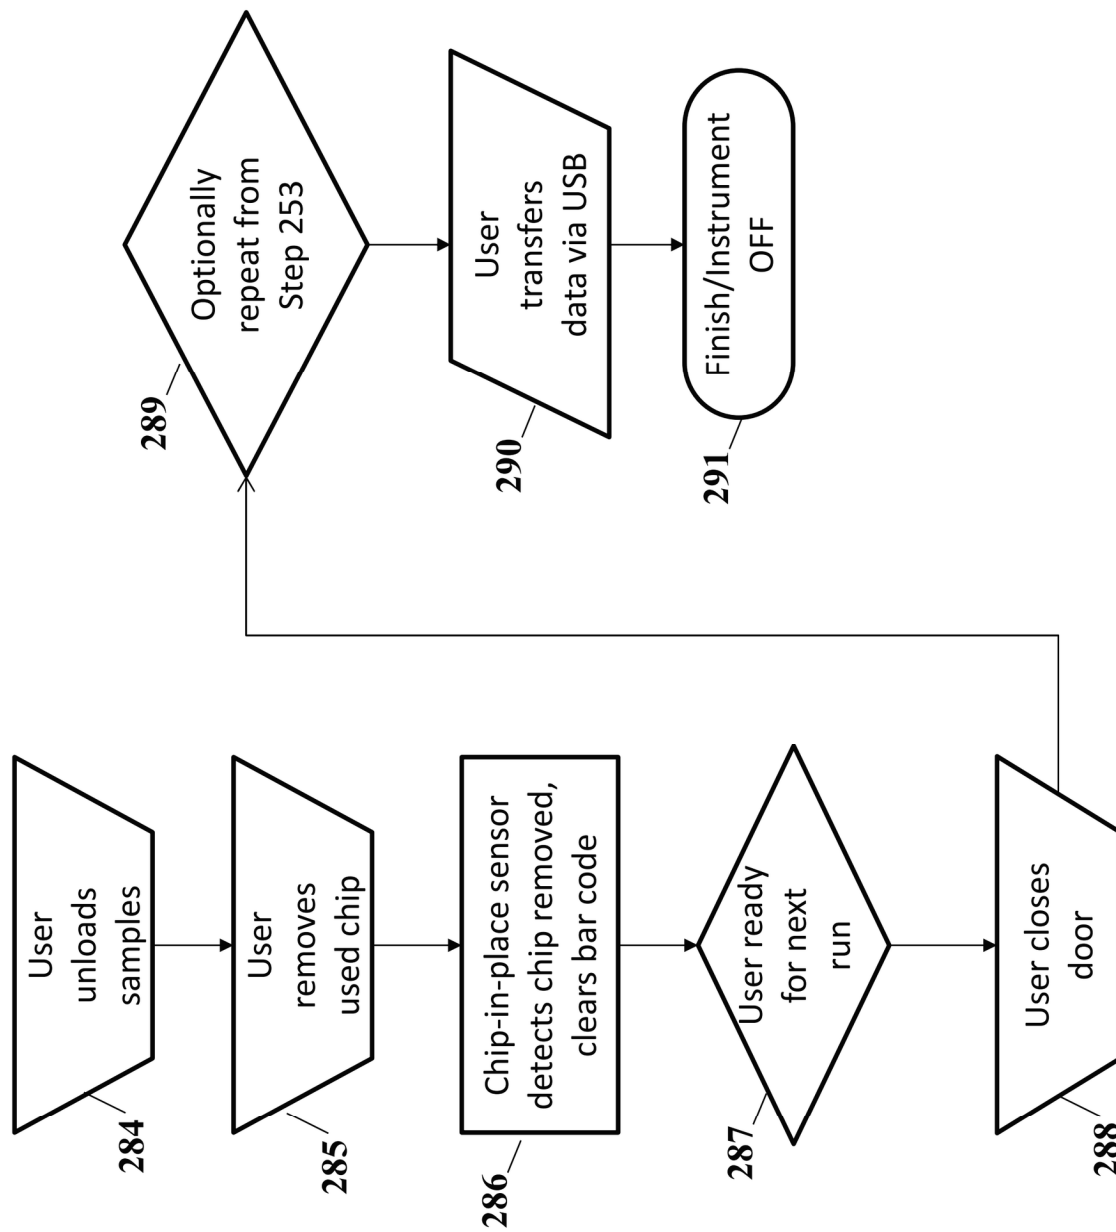 User
unloads
samples
284
User
removes
used chip
285
Chip-in-place sensor
detects chip removed,
clears bar code
286
User ready
for next
run
287
User closes
door
288
Optionally
repeat from
Step 253
289
User
transfers
data via USB
290
Finish/Instrument
OFF
291